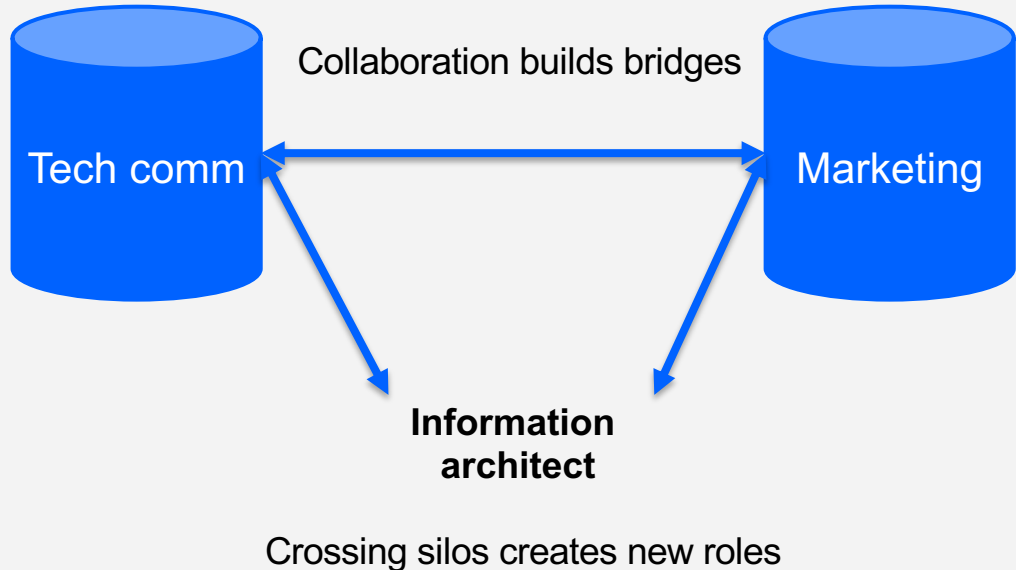 Collaboration builds bridges
Tech comm
Marketing
Information
architect
Crossing silos creates new roles